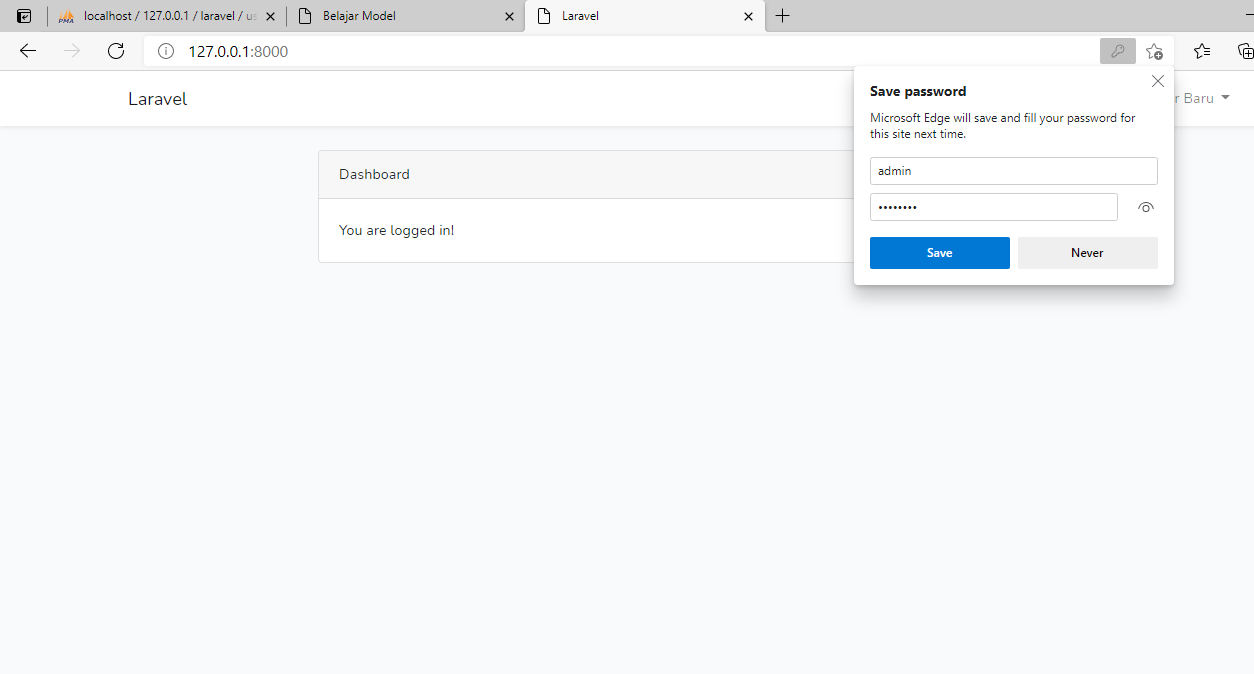 PMA localhost / 127.0.0.1 / laravel / us
Belajar Model
Laravel
127.0.0.1:8000
Laravel
r Baru
Dashboard
You are logged in!
Save password
Microsoft Edge will save and fill your password for
this site next time.
admin
••••••••
Save
Never